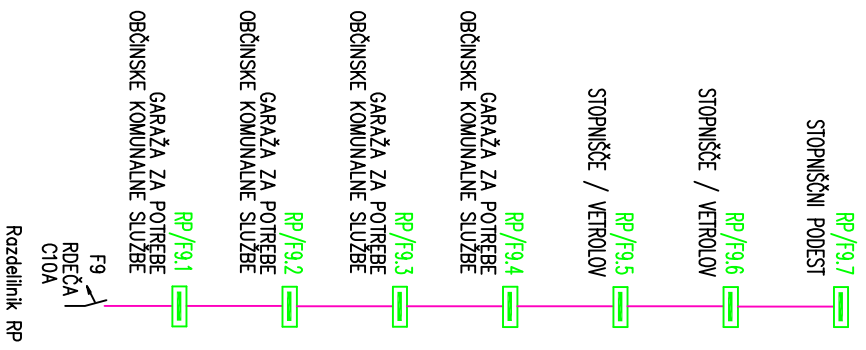 RP/F9.1
GARAŽA ZA POTREBE
OBČINSKE KOMUNALNE SLUŽBE
RP/F9.2
GARAŽA ZA POTREBE
OBČINSKE KOMUNALNE SLUŽBE
RP/F9.3
GARAŽA ZA POTREBE
OBČINSKE KOMUNALNE SLUŽBE
RP/F9.4
GARAŽA ZA POTREBE
OBČINSKE KOMUNALNE SLUŽBE
RP/F9.5
STOPNIŠČE / VETROLOV
RP/F9.6
STOPNIŠČE / VETROLOV
RP/F9.7
STOPNIŠČNI PODEST
F9
RDEČA
C10A
Razdelilnik RP